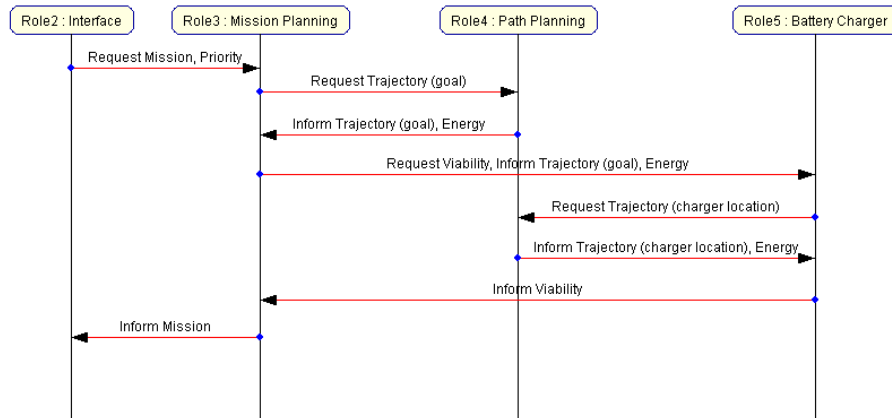 Role2 : Interface
Role3 : Mission Planning
Role4 : Path Planning
Role5 : Battery Charger
Request Mission, Priority
Request Trajectory (goal)
Inform Trajectory (goal), Energy
Request Viability, Inform Trajectory (goal), Energy
Request Trajectory (charger location)
Inform Trajectory (charger location), Energy
Inform Viability
Inform Mission